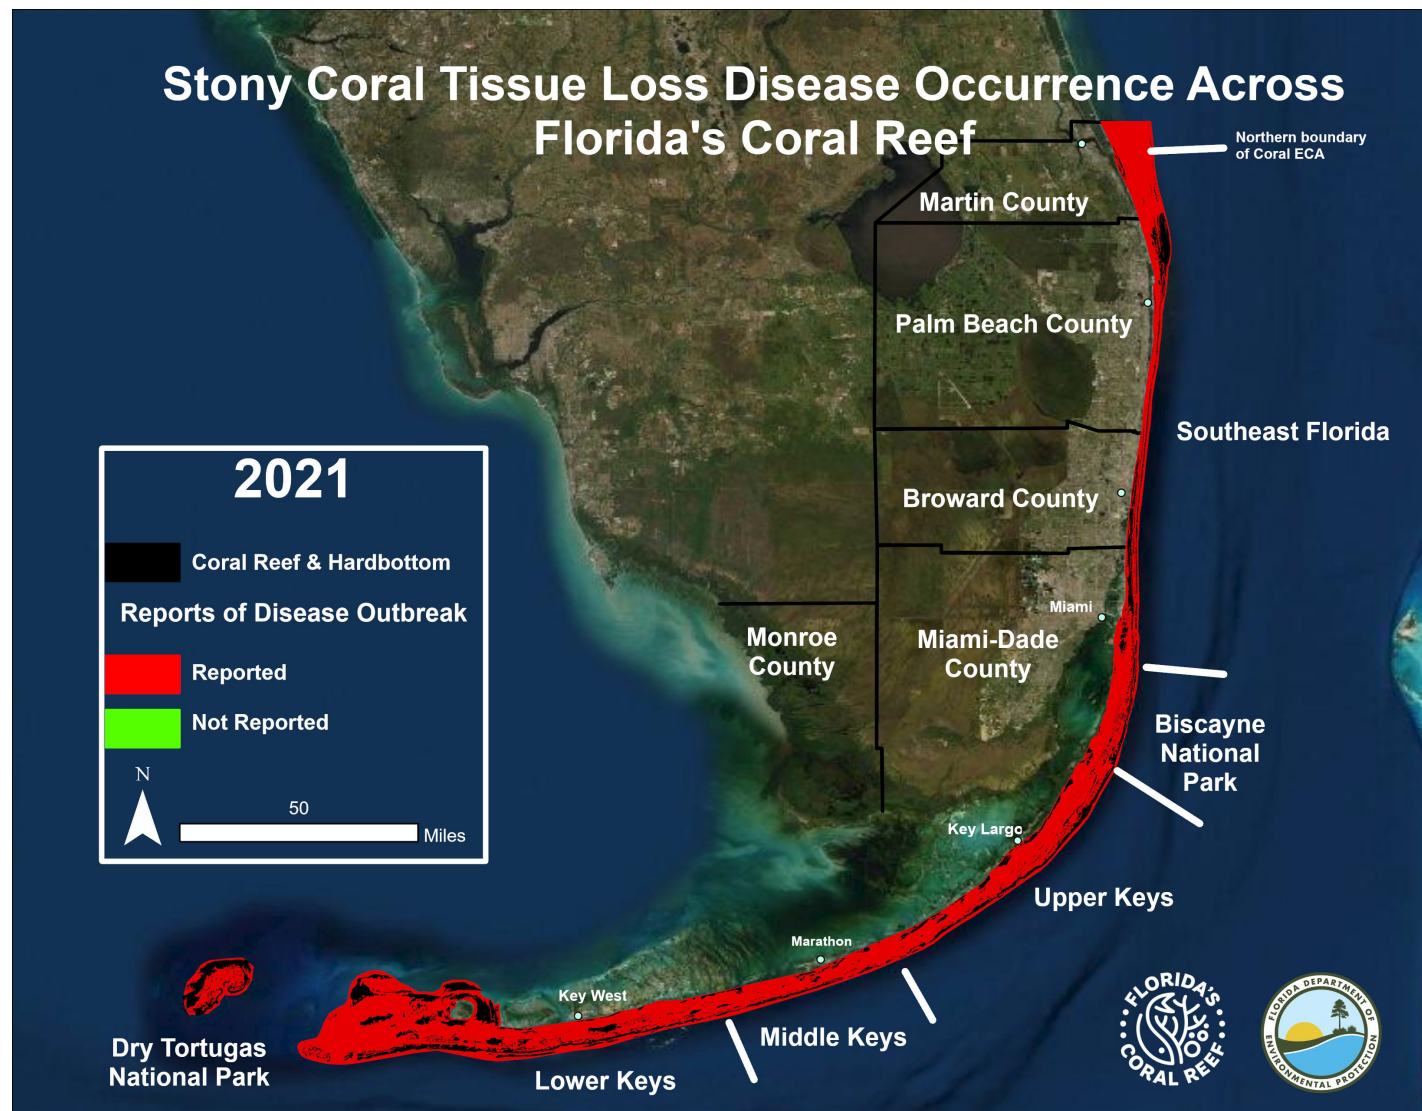 Stony Coral Tissue Loss Disease Occurrence Across
Florida's Coral Reef
Northern boundary
of Coral ECA
Martin County
Palm Beach County
Southeast Florida
2021
Coral Reef & Hardbottom
Reports of Disease Outbreak
Reported
Not Reported
N
50
Miles
Broward County
Miami
Monroe
County
Miami-Dade
County
Biscayne
National
Park
Key Largo
Upper Keys
Marathon
Key West
Middle Keys
Lower Keys
Dry Tortugas
National Park
FLORIDA'S
CORAL REEF
FLORIDA DEPARTMENT OF
ENVIRONMENTAL PROTECTION